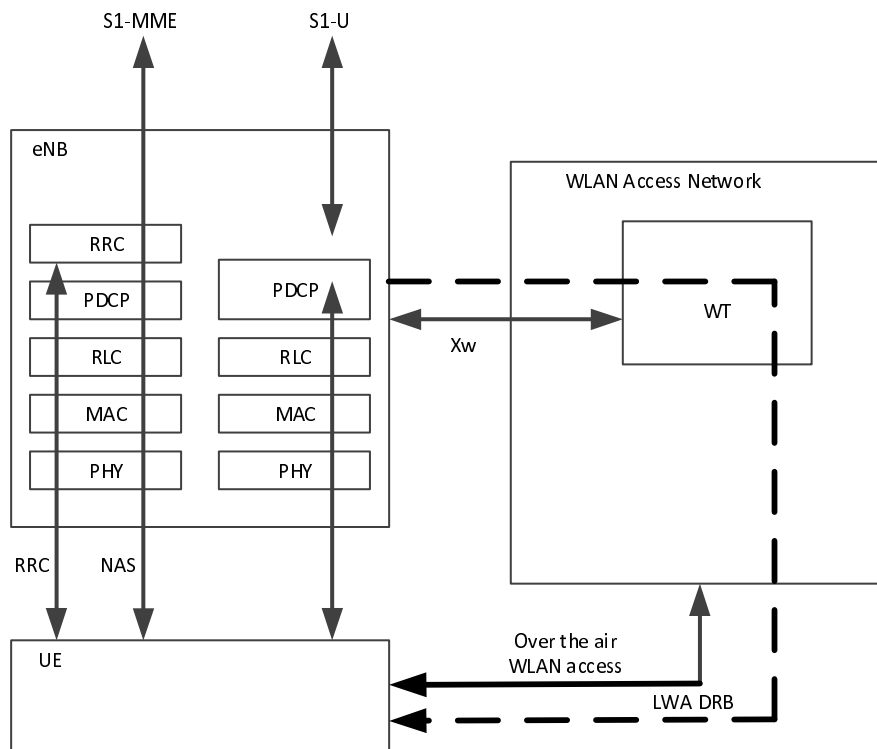 S1-MME
S1-U
eNB
WLAN Access Network
RRC
PDCP
PDCP
WT
Xw
RLC
RLC
MAC
MAC
PHY
PHY
RRC
NAS
Over the air
WLAN access
UE
LWA DRB